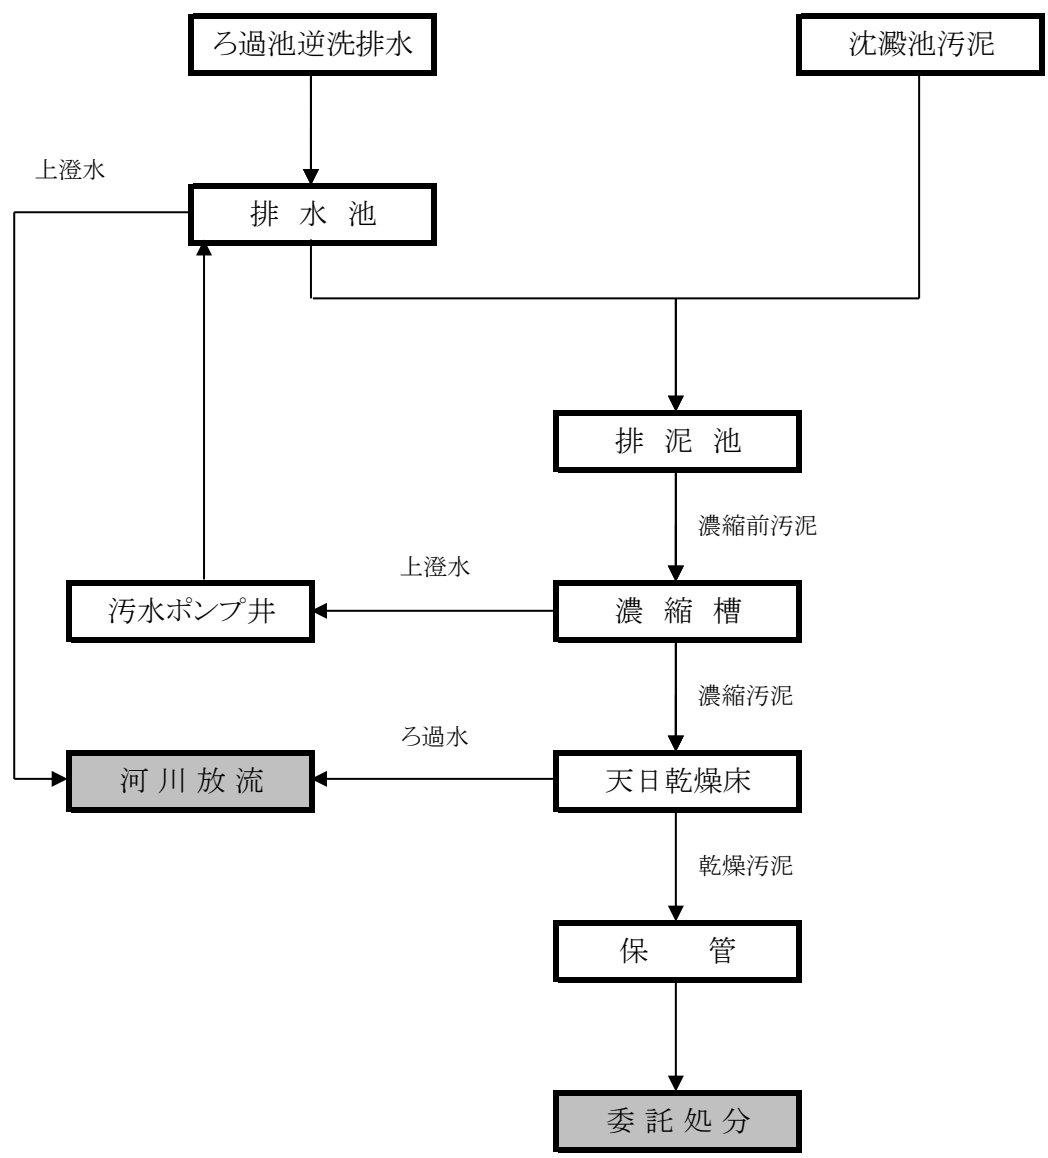 ろ過池逆洗排水
沈澱池汚泥
上澄水
排 水 池
排 泥 池
濃縮前汚泥
上澄水
汚水ポンプ井
濃 縮 槽
濃縮汚泥
ろ過水
河 川 放 流
天日乾燥床
乾燥汚泥
保 管
委 託 処 分